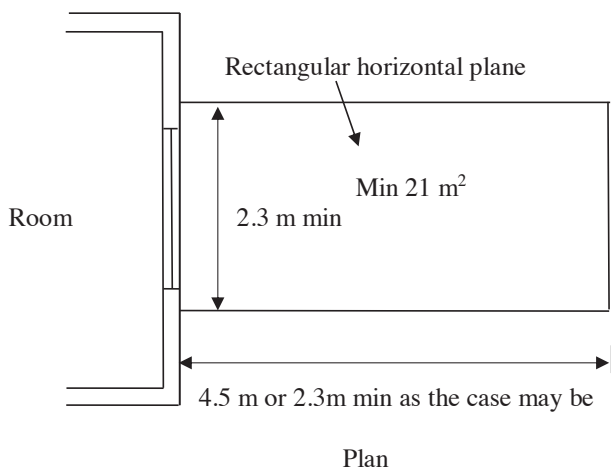 Rectangular horizontal plane
Min 21 m²
Room
2.3 m min
4.5 m or 2.3m min as the case may be
Plan